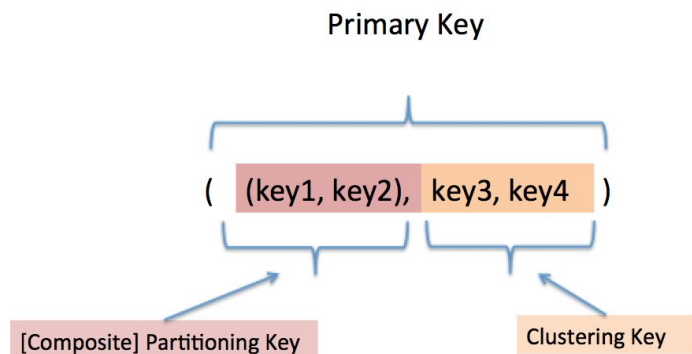 Primary Key
( (key1, key2), key3, key4 )
[Composite] Partitioning Key
Clustering Key